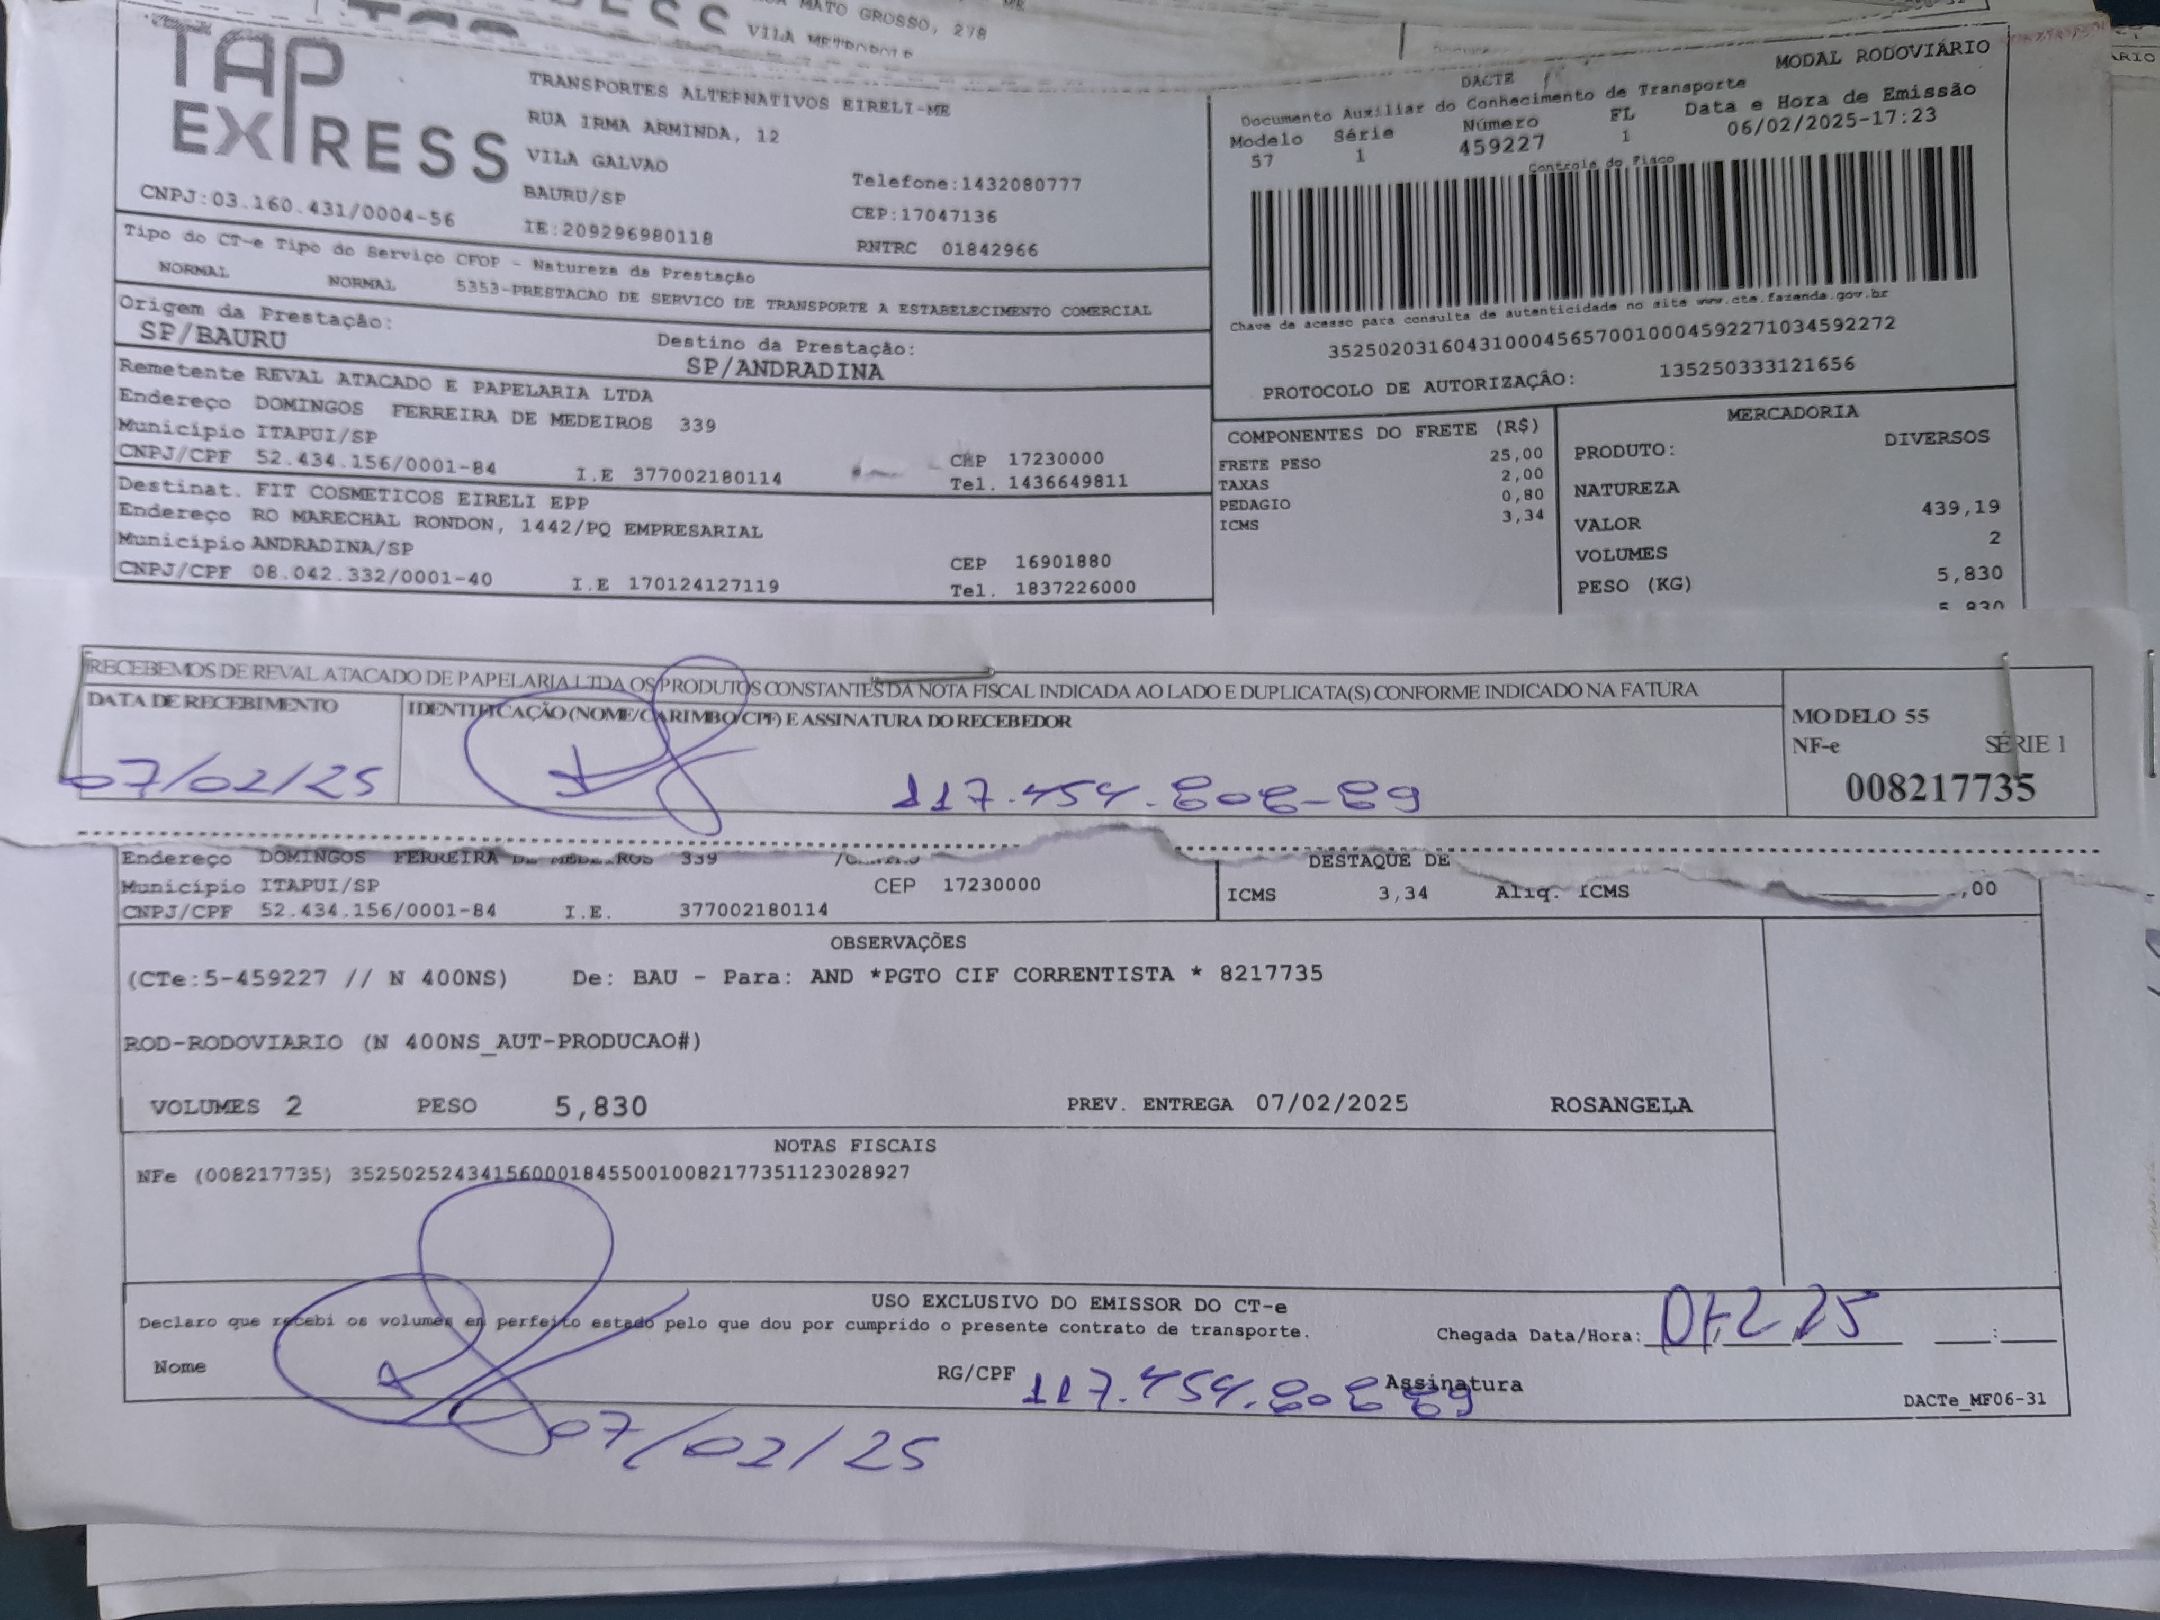 MATO GROSSO, 278
VILA METROPOLE
TAP EXPRESS
TRANSPORTES ALTERNATIVOS EIRELI-ME
RUA IRMA ARMINDA, 12
VILA GALVAO
BAURU/SP
Telefone:1432080777
CEP:17047136
CNPJ:03.160.431/0004-56
IE:209296980118
RNTRC 01842966
DACTE
MODAL RODOVIÁRIO
Documento Auxiliar do Conhecimento de Transporte
Modelo Série Número FL Data e Hora de Emissão
57 1 459227 1 06/02/2025-17:23
Controle do Fisco
Chave de acesso para consulta de autenticidade no site www.cte.fazenda.gov.br
35250203160431000456570010004592271034592272
PROTOCOLO DE AUTORIZAÇÃO: 135250333121656
Tipo do CT-e Tipo do Serviço CFOP - Natureza da Prestação
NORMAL NORMAL 5353-PRESTACAO DE SERVICO DE TRANSPORTE A ESTABELECIMENTO COMERCIAL
Origem da Prestação:
SP/BAURU
Destino da Prestação:
SP/ANDRADINA
Remetente REVAL ATACADO E PAPELARIA LTDA
Endereço DOMINGOS FERREIRA DE MEDEIROS 339
Município ITAPUI/SP
CEP 17230000
CNPJ/CPF 52.434.156/0001-84 I.E 377002180114 Tel. 1436649811
Destinat. FIT COSMETICOS EIRELI EPP
Endereço RO MARECHAL RONDON, 1442/PQ EMPRESARIAL
Município ANDRADINA/SP
CEP 16901880
CNPJ/CPF 08.042.332/0001-40 I.E 170124127119 Tel. 1837226000
COMPONENTES DO FRETE (R$)
FRETE PESO 25,00
TAXAS 2,00
PEDAGIO 0,80
ICMS 3,34
MERCADORIA
PRODUTO: DIVERSOS
NATUREZA
VALOR 439,19
VOLUMES 2
PESO (KG) 5,830
5,830
RECEBEMOS DE REVAL ATACADO DE PAPELARIA LTDA OS PRODUTOS CONSTANTES DA NOTA FISCAL INDICADA AO LADO E DUPLICATA(S) CONFORME INDICADO NA FATURA
DATA DE RECEBIMENTO
IDENTIFICAÇÃO (NOME/CARIMBO/CPF) E ASSINATURA DO RECEBEDOR
MODELO 55
NF-e SÉRIE 1
008217735
07/02/25
117.454.808-89
Endereço DOMINGOS FERREIRA DE MEDEIROS 339
Município ITAPUI/SP CEP 17230000
CNPJ/CPF 52.434.156/0001-84 I.E. 377002180114
DESTAQUE DE
ICMS 3,34 Aliq. ICMS ,00
OBSERVAÇÕES
(CTe:5-459227 // N 400NS) De: BAU - Para: AND *PGTO CIF CORRENTISTA * 8217735
ROD-RODOVIARIO (N 400NS_AUT-PRODUCAO#)
VOLUMES 2 PESO 5,830 PREV. ENTREGA 07/02/2025 ROSANGELA
NOTAS FISCAIS
NFe (008217735) 35250252434156000184550010082177351123028927
USO EXCLUSIVO DO EMISSOR DO CT-e
Declaro que recebi os volumes em perfeito estado pelo que dou por cumprido o presente contrato de transporte.
Chegada Data/Hora: 07 2 25 :
Nome RG/CPF 117.454.808 89 Assinatura
DACTe_MF06-31
07/02/25